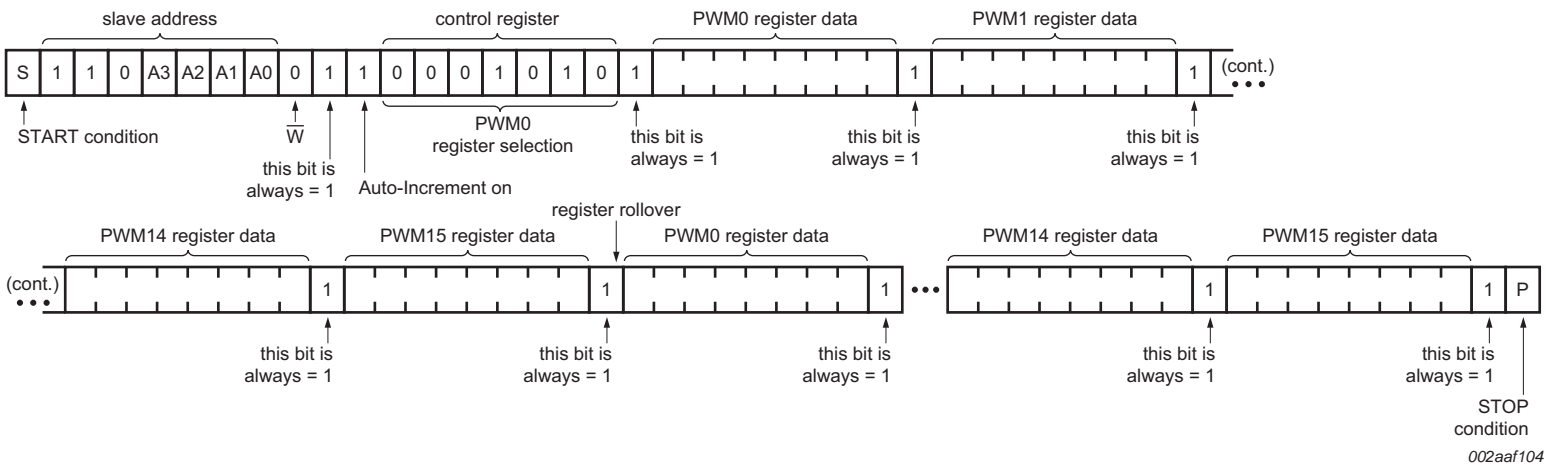 slave address
control register
PWM0 register data
PWM1 register data
S 1 1 0 A3 A2 A1 A0 0 1 1 0 0 0 1 0 1 0 1 1 1 (cont.)
START condition
W
this bit is
always = 1
Auto-Increment on
PWM0
register selection
this bit is
always = 1
this bit is
always = 1
this bit is
always = 1
register rollover
PWM14 register data
PWM15 register data
PWM0 register data
PWM14 register data
PWM15 register data
(cont.) 1 1 1 1 1 P
this bit is
always = 1
this bit is
always = 1
this bit is
always = 1
this bit is
always = 1
this bit is
always = 1
STOP
condition
002aaf104